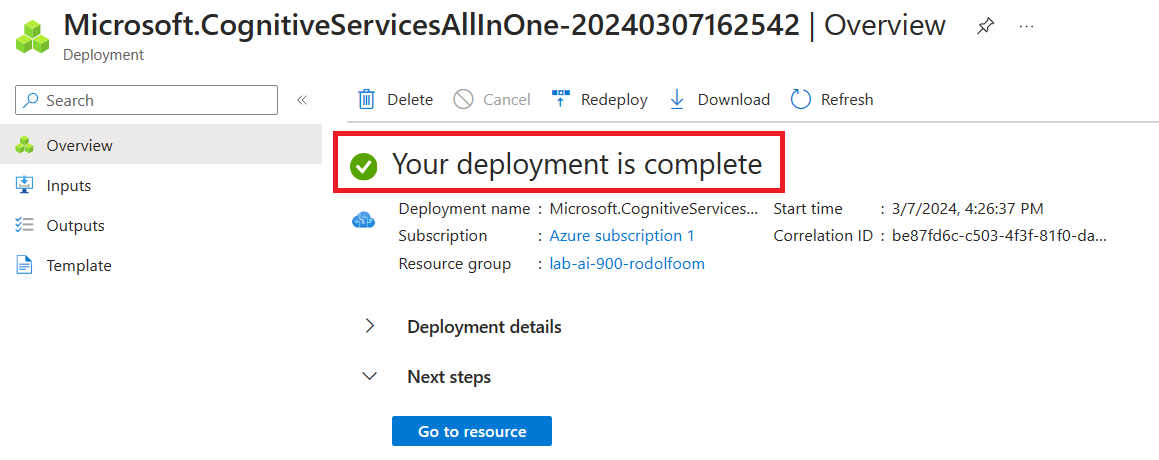 Microsoft.CognitiveServicesAllInOne-20240307162542 | Overview
Deployment
Search
Overview
Inputs
Outputs
Template
Delete Cancel Redeploy Download Refresh
Your deployment is complete
Deployment name : Microsoft.CognitiveServices... Start time : 3/7/2024, 4:26:37 PM
Subscription : Azure subscription 1 Correlation ID : be87fd6c-c503-4f3f-81f0-da...
Resource group : lab-ai-900-rodolfoom
Deployment details
Next steps
Go to resource